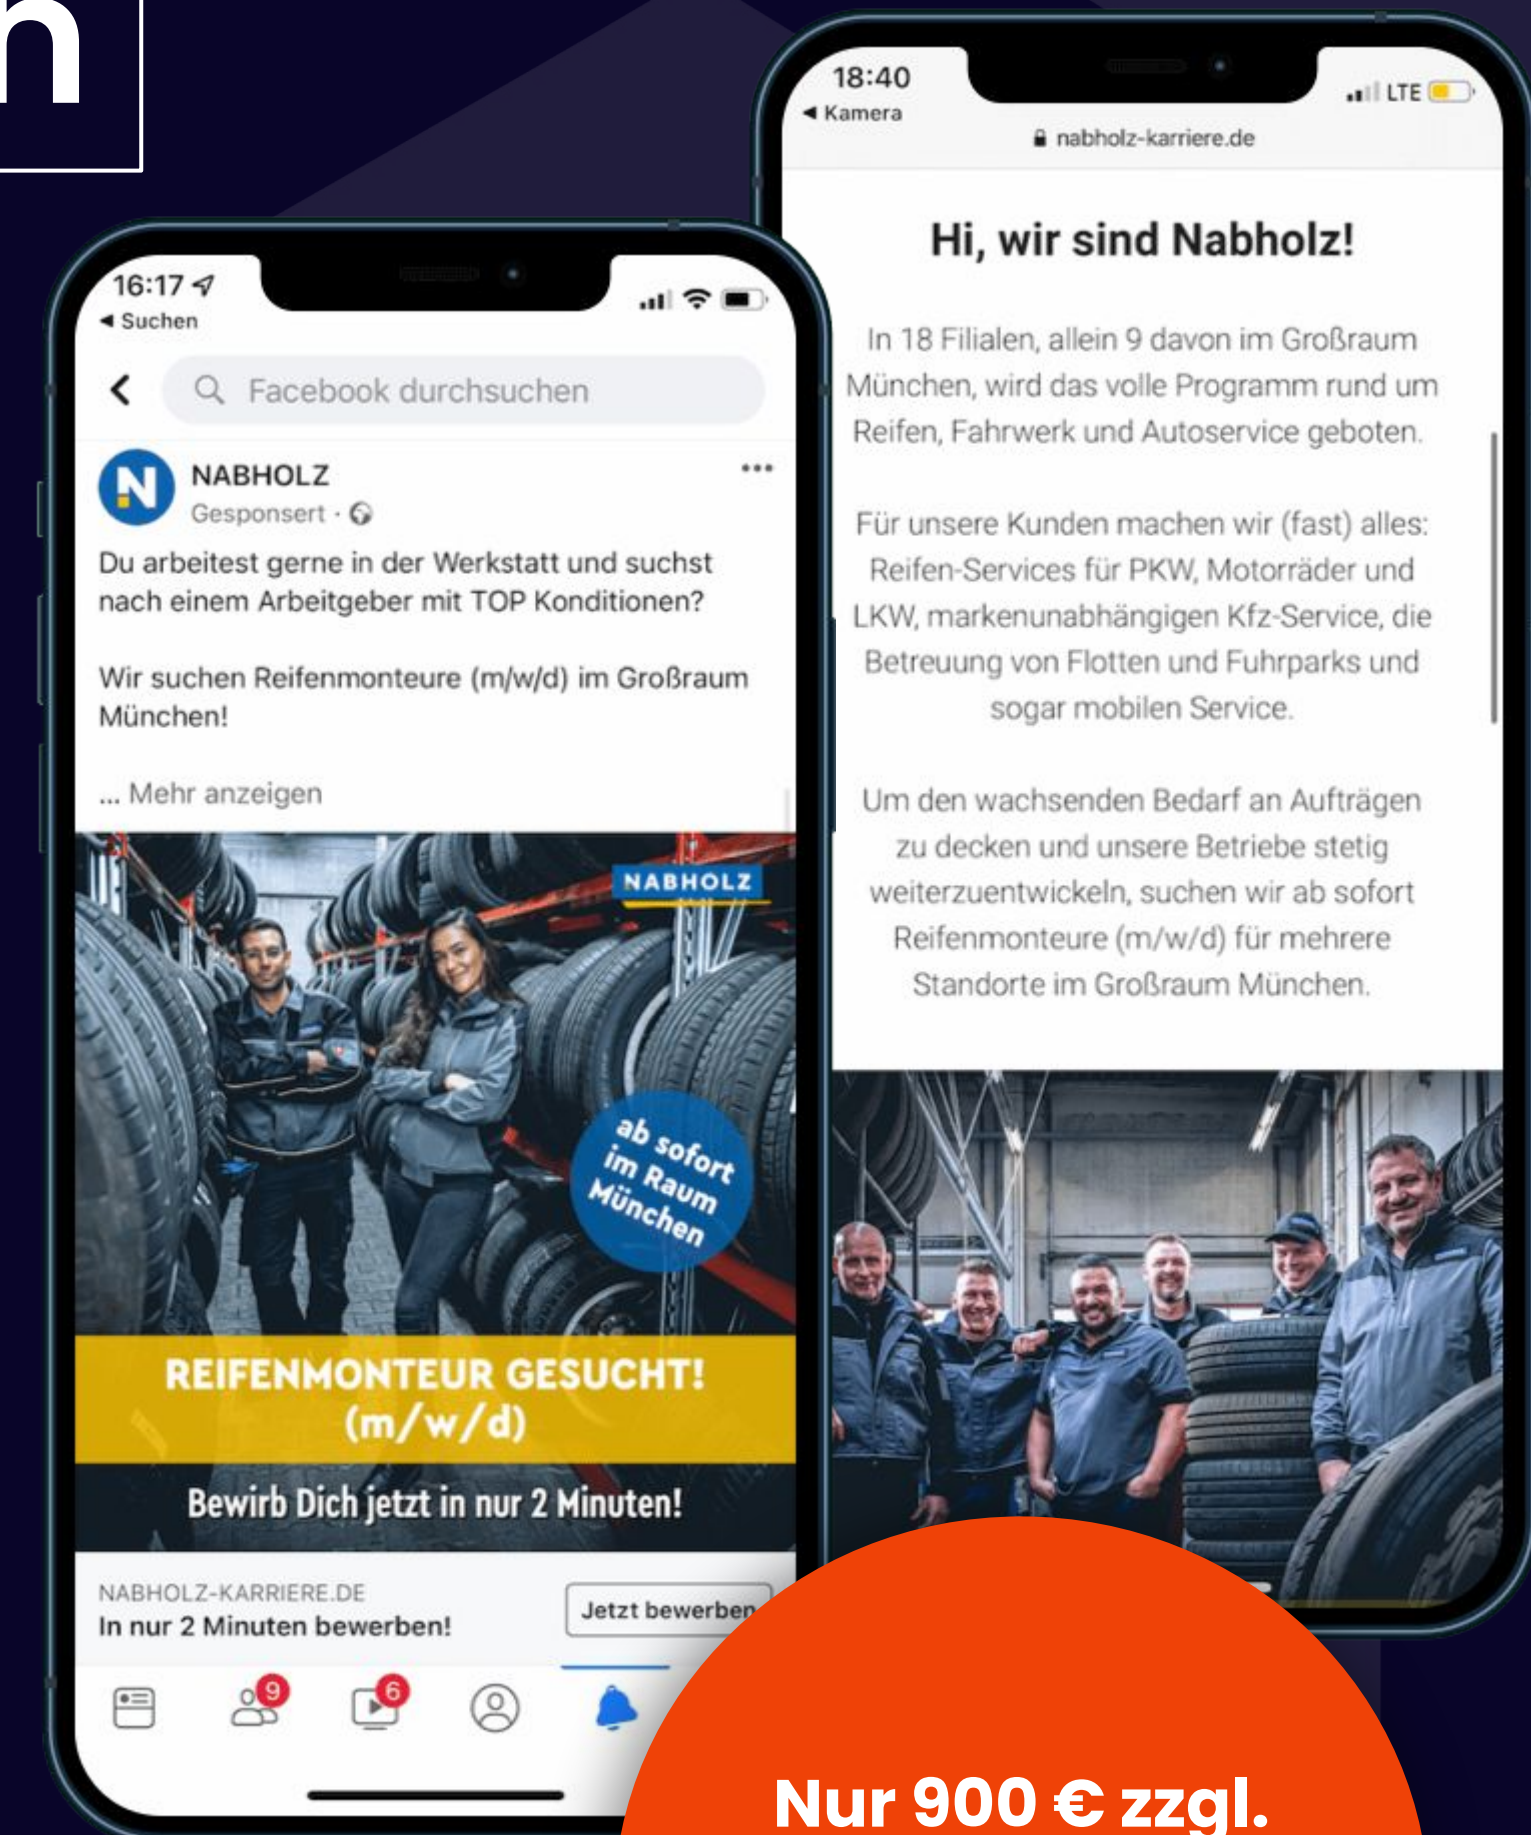 n
16:17
◄ Suchen
Facebook durchsuchen
N
NABHOLZ
Gesponsert ·
Du arbeitest gerne in der Werkstatt und suchst
nach einem Arbeitgeber mit TOP Konditionen?
Wir suchen Reifenmonteure (m/w/d) im Großraum
München!
... Mehr anzeigen
NABHOLZ
ab sofort
im Raum
München
REIFENMONTEUR GESUCHT!
(m/w/d)
Bewirb Dich jetzt in nur 2 Minuten!
NABHOLZ-KARRIERE.DE
In nur 2 Minuten bewerben!
Jetzt bewerben
9
6
18:40
◄ Kamera
LTE
nabholz-karriere.de
Hi, wir sind Nabholz!
In 18 Filialen, allein 9 davon im Großraum
München, wird das volle Programm rund um
Reifen, Fahrwerk und Autoservice geboten.
Für unsere Kunden machen wir (fast) alles:
Reifen-Services für PKW, Motorräder und
LKW, markenunabhängigen Kfz-Service, die
Betreuung von Flotten und Fuhrparks und
sogar mobilen Service.
Um den wachsenden Bedarf an Aufträgen
zu decken und unsere Betriebe stetig
weiterzuentwickeln, suchen wir ab sofort
Reifenmonteure (m/w/d) für mehrere
Standorte im Großraum München.
Nur 900 € zzgl.